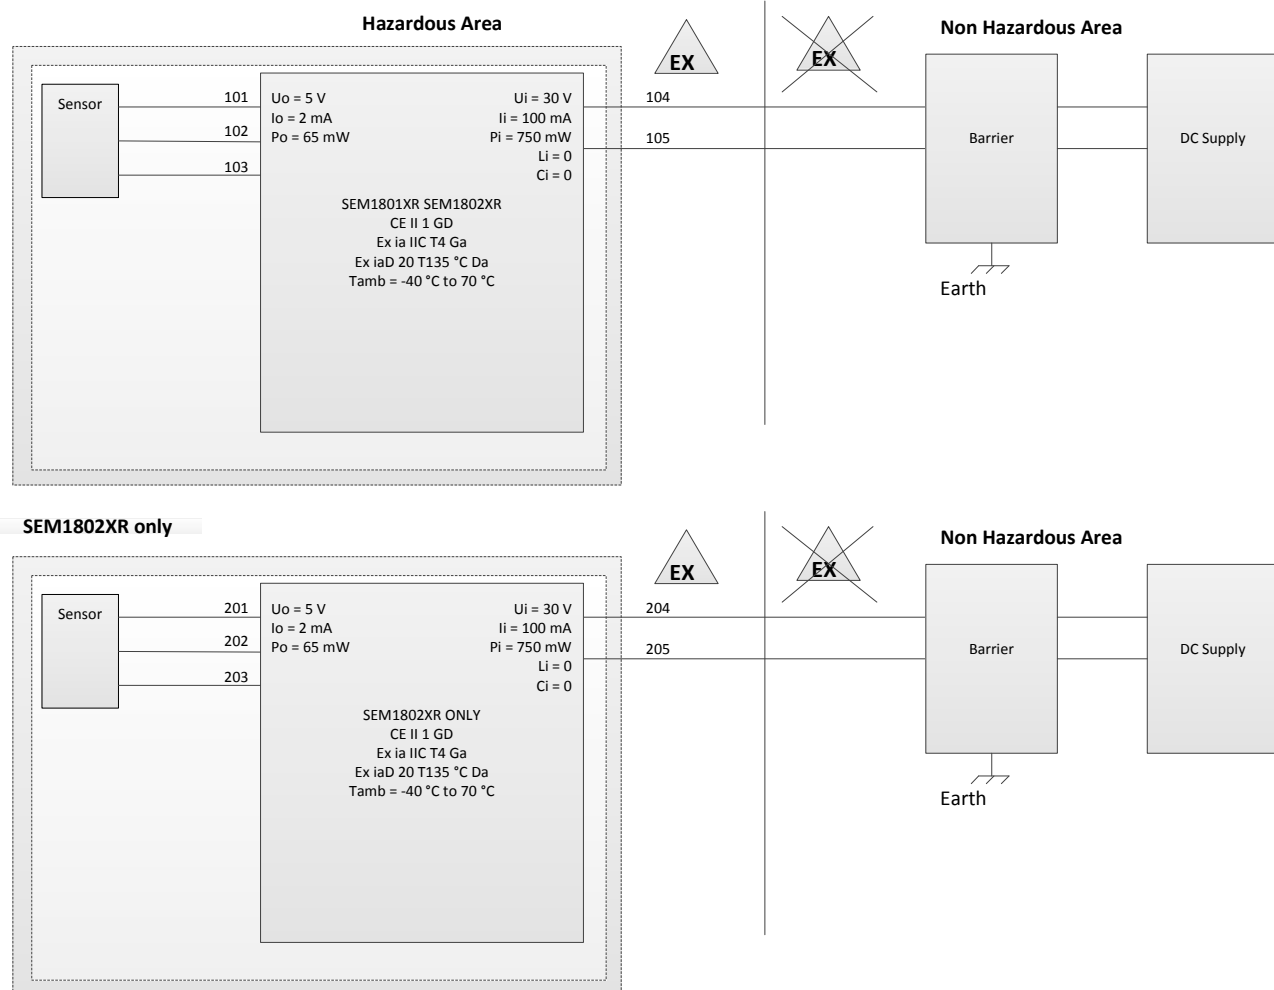 Hazardous Area
EX
EX
Non Hazardous Area
Sensor
101
102
103
Uo = 5 V
Io = 2 mA
Po = 65 mW
Ui = 30 V
Ii = 100 mA
Pi = 750 mW
Li = 0
Ci = 0
SEM1801XR SEM1802XR
CE II 1 GD
Ex ia IIC T4 Ga
Ex iaD 20 T135 °C Da
Tamb = -40 °C to 70 °C
104
105
Barrier
DC Supply
Earth
SEM1802XR only
EX
EX
Non Hazardous Area
Sensor
201
202
203
Uo = 5 V
Io = 2 mA
Po = 65 mW
Ui = 30 V
Ii = 100 mA
Pi = 750 mW
Li = 0
Ci = 0
SEM1802XR ONLY
CE II 1 GD
Ex ia IIC T4 Ga
Ex iaD 20 T135 °C Da
Tamb = -40 °C to 70 °C
204
205
Barrier
DC Supply
Earth